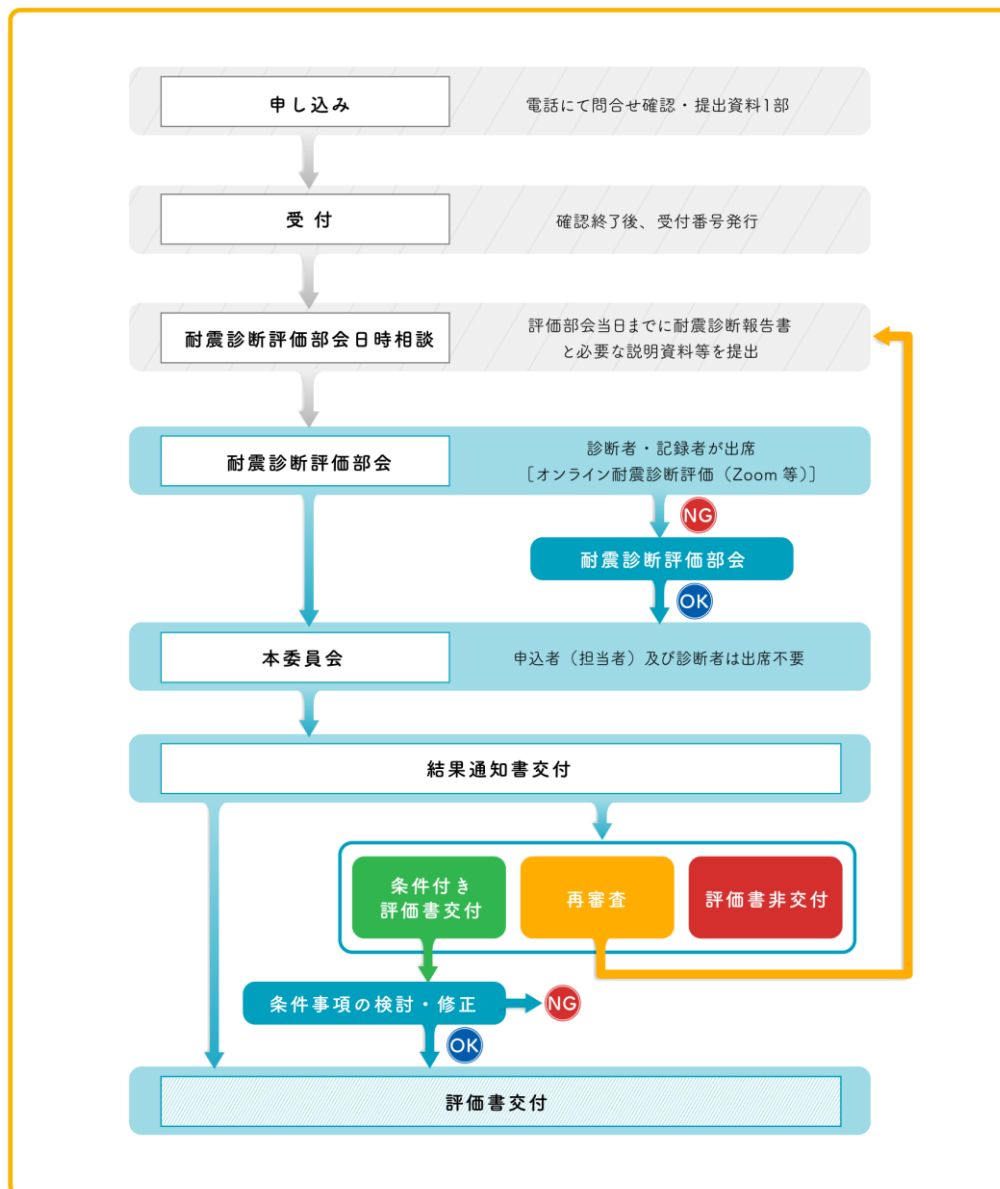 申し込み
電話にて問合せ確認・提出資料1部
受付
確認終了後、受付番号発行
耐震診断評価部会日時相談
評価部会当日までに耐震診断報告書
と必要な説明資料等を提出
耐震診断評価部会
診断者・記録者が出席
［オンライン耐震診断評価（Zoom 等）］
NG
耐震診断評価部会
OK
本委員会
申込者（担当者）及び診断者は出席不要
結果通知書交付
条件付き
評価書交付
再審査
評価書非交付
条件事項の検討・修正
NG
OK
評価書交付